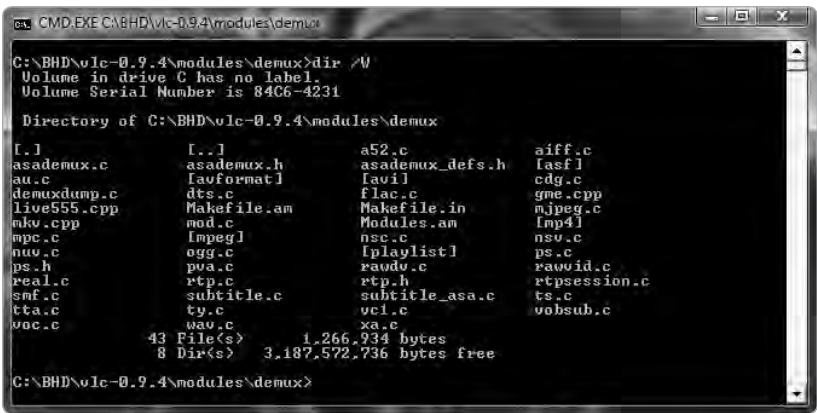 CMD.EXE C:\BHD\vlc-0.9.4\modules\demux
C:\BHD\vlc-0.9.4\modules\demux>dir /W
Volume in drive C has no label.
Volume Serial Number is 84C6-4231
Directory of C:\BHD\vlc-0.9.4\modules\demux
[.] [..] a52.c aiff.c
asademux.c asademux.h asademux_defs.h [asf]
au.c [avformat] [avi] cdg.c
demuxdump.c dts.c flac.c gme.cpp
live555.cpp Makefile.am Makefile.in mjpeg.c
mkv.cpp mod.c Modules.am [mp4]
mpc.c [mpeg] nsc.c nsv.c
nuv.c ogg.c [playlist] ps.c
ps.h pva.c rawdv.c rawvid.c
real.c rtp.c rtp.h rtpsession.c
smf.c subtitle.c subtitle_asa.c ts.c
tta.c ty.c vc1.c vobsub.c
voc.c wav.c xa.c
43 File(s) 1,266,934 bytes
8 Dir(s) 3,187,572,736 bytes free
C:\BHD\vlc-0.9.4\modules\demux>